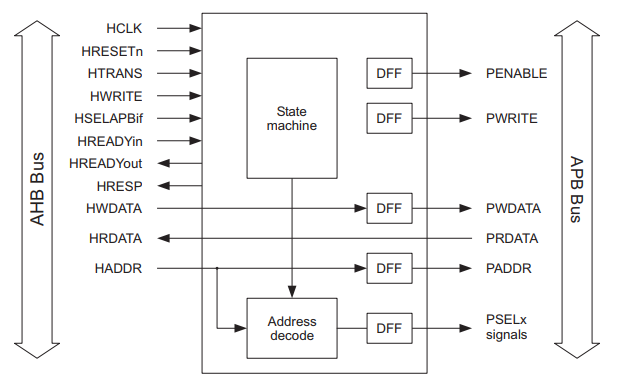 AHB Bus
HCLK
HRESETn
HTRANS
HWRITE
HSELAPBif
HREADYin
HREADYout
HRESP
HWDATA
HRDATA
HADDR
State
machine
Address
decode
DFF
DFF
DFF
DFF
DFF
PENABLE
PWRITE
PWDATA
PRDATA
PADDR
PSELx
signals
APB Bus